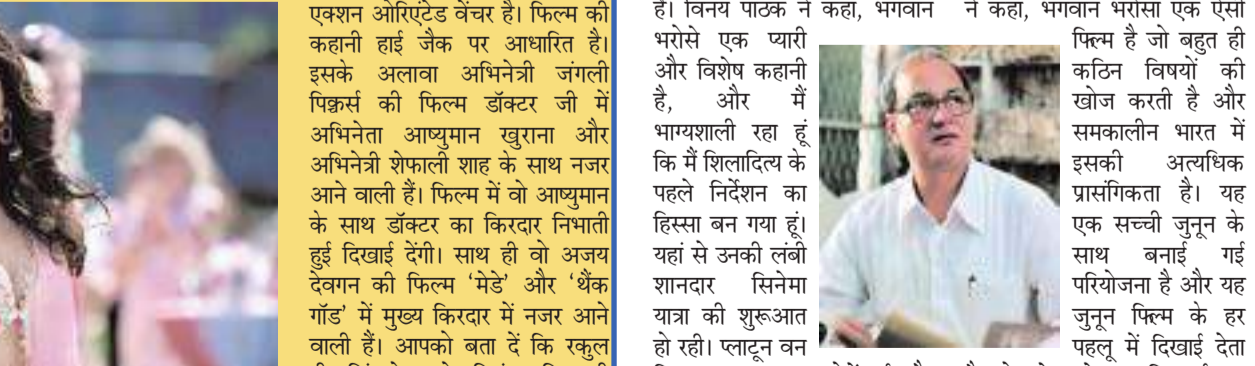 एक्शन ओरिएंटेड वेंचर है। फिल्म की
कहानी हाई जैक पर आधारित है।
इसके अलावा अभिनेत्री जंगली
पिक्चर्स की फिल्म डॉक्टर जी में
अभिनेता आष्युमान खुराना और
अभिनेत्री शेफाली शाह के साथ नजर
आने वाली हैं। फिल्म में वो आष्युमान
के साथ डॉक्टर का किरदार निभाती
हुई दिखाई देंगी। साथ ही वो अजय
देवगन की फिल्म ‘मेडे’ और ‘थैंक
गॉड’ में मुख्य किरदार में नजर आने
वाली हैं। आपको बता दें कि रकुल
है। विनय पाठक ने कहा, भगवान
भरोसे एक प्यारी
और विशेष कहानी
है, और मैं
भाग्यशाली रहा हूं
कि मैं शिलादित्य के
पहले निर्देशन का
हिस्सा बन गया हूं।
यहां से उनकी लंबी
शानदार सिनेमा
यात्रा की शुरूआत
हो रही। प्लाटून वन
ने कहा, भगवान भरोसा एक ऐसी
फिल्म है जो बहुत ही
कठिन विषयों की
खोज करती है और
समकालीन भारत में
इसकी अत्यधिक
प्रासंगिकता है। यह
एक सच्ची जुनून के
साथ बनाई गई
परियोजना है और यह
जुनून फिल्म के हर
पहलू में दिखाई देता